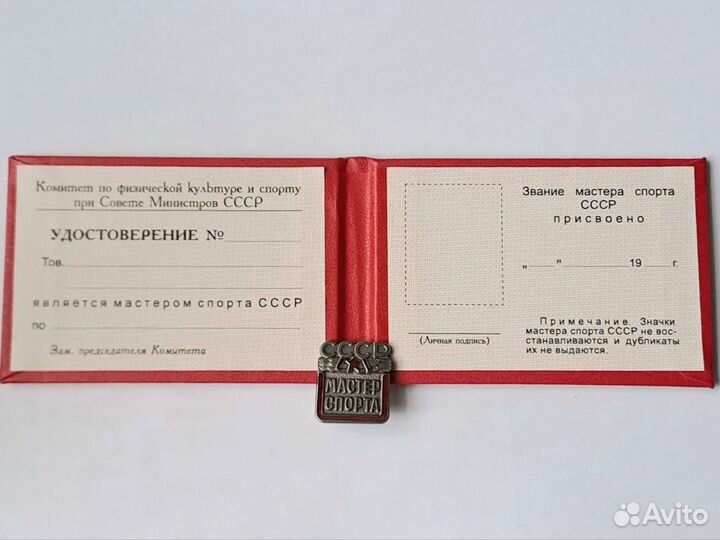 Комитет по физической культуре и спорту
при Совете Министров СССР
УДОСТОВЕРЕНИЕ №
Тов.
является мастером спорта СССР
по
Зам. председателя Комитета
(Личная подпись)
Звание мастера спорта
СССР
присвоено
„ ” 19 г.
Примечание. Значки
мастера спорта СССР не вос-
станавливаются и дубликаты
их не выдаются.
СССР
МАСТЕР
СПОРТА
Avito